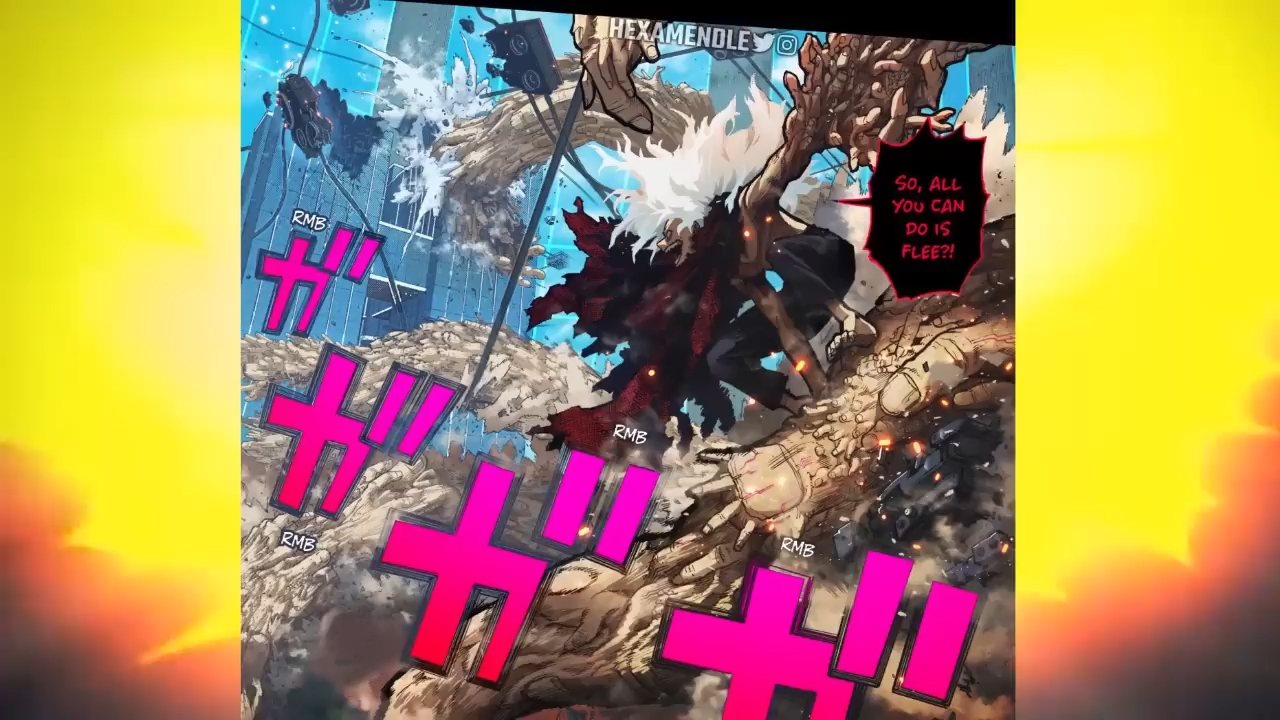 HEXAMENDLE
SO, ALL
YOU CAN
DO IS
FLEE?!
RMB
ガ
ガ
RMB
RMB
ガ
RMB
ガ